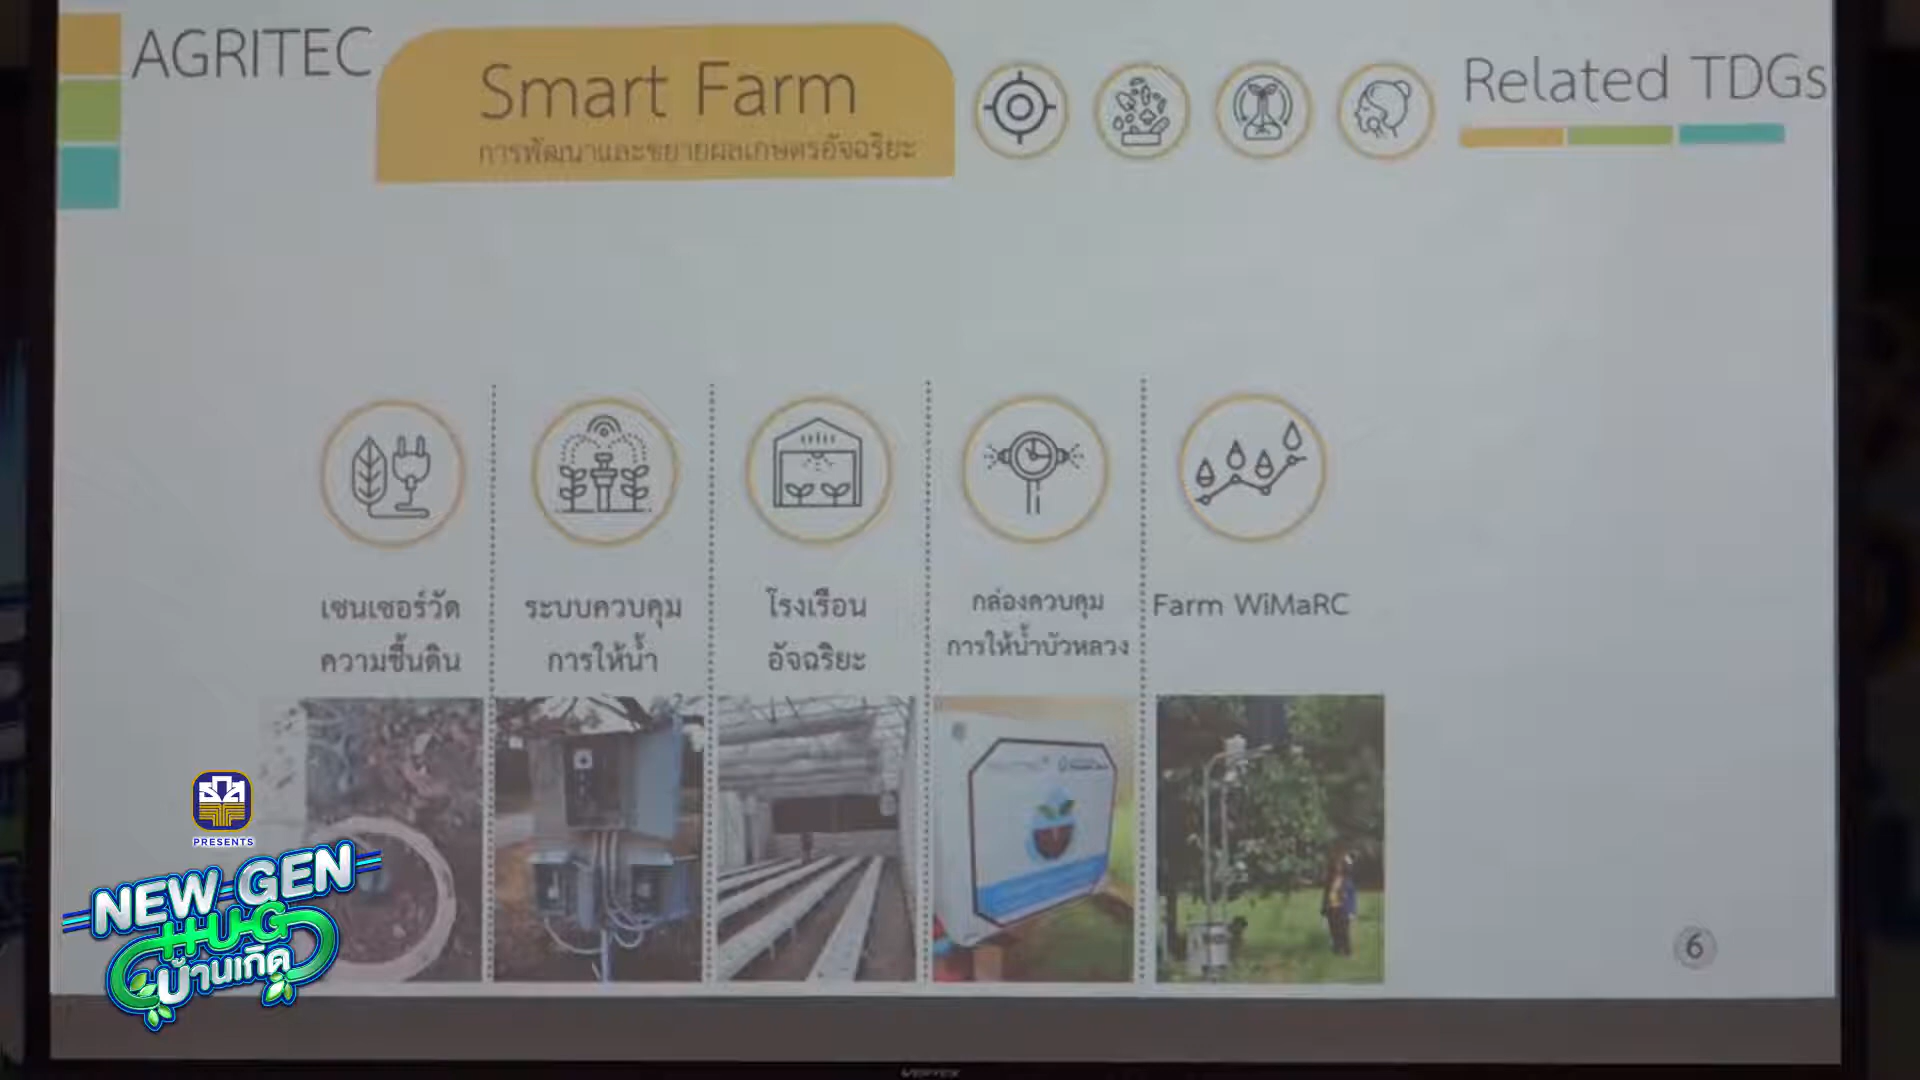 AGRITEC
Smart Farm
การพัฒนาและขยายผลเกษตรอัจฉริยะ
Related TDGs
เซนเซอร์วัด
ความชื้นดิน
ระบบควบคุม
การให้น้ำ
โรงเรือน
อัจฉริยะ
กล่องควบคุม
การให้น้ำบัวหลวง
Farm WiMaRC
PRESENTS
NEW GEN
HUG
บ้านเกิด
6